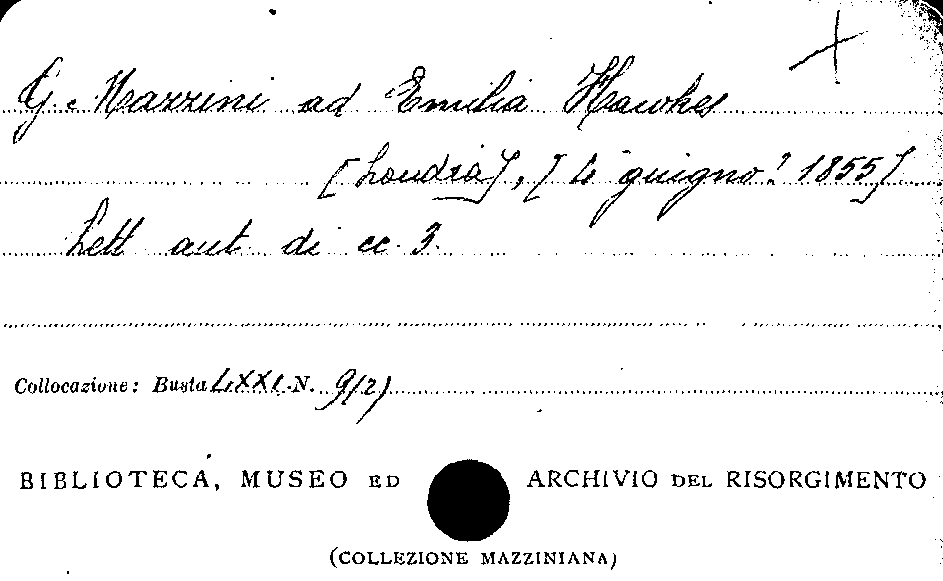 G. Mazzini ad Emilia Hawkes
[Londra], [ giugno? 1855]
Lett aut di cc. 3.
Collocazione: Busta LXXI N. 9/2)
BIBLIOTECA, MUSEO ED ARCHIVIO DEL RISORGIMENTO
(COLLEZIONE MAZZINIANA)